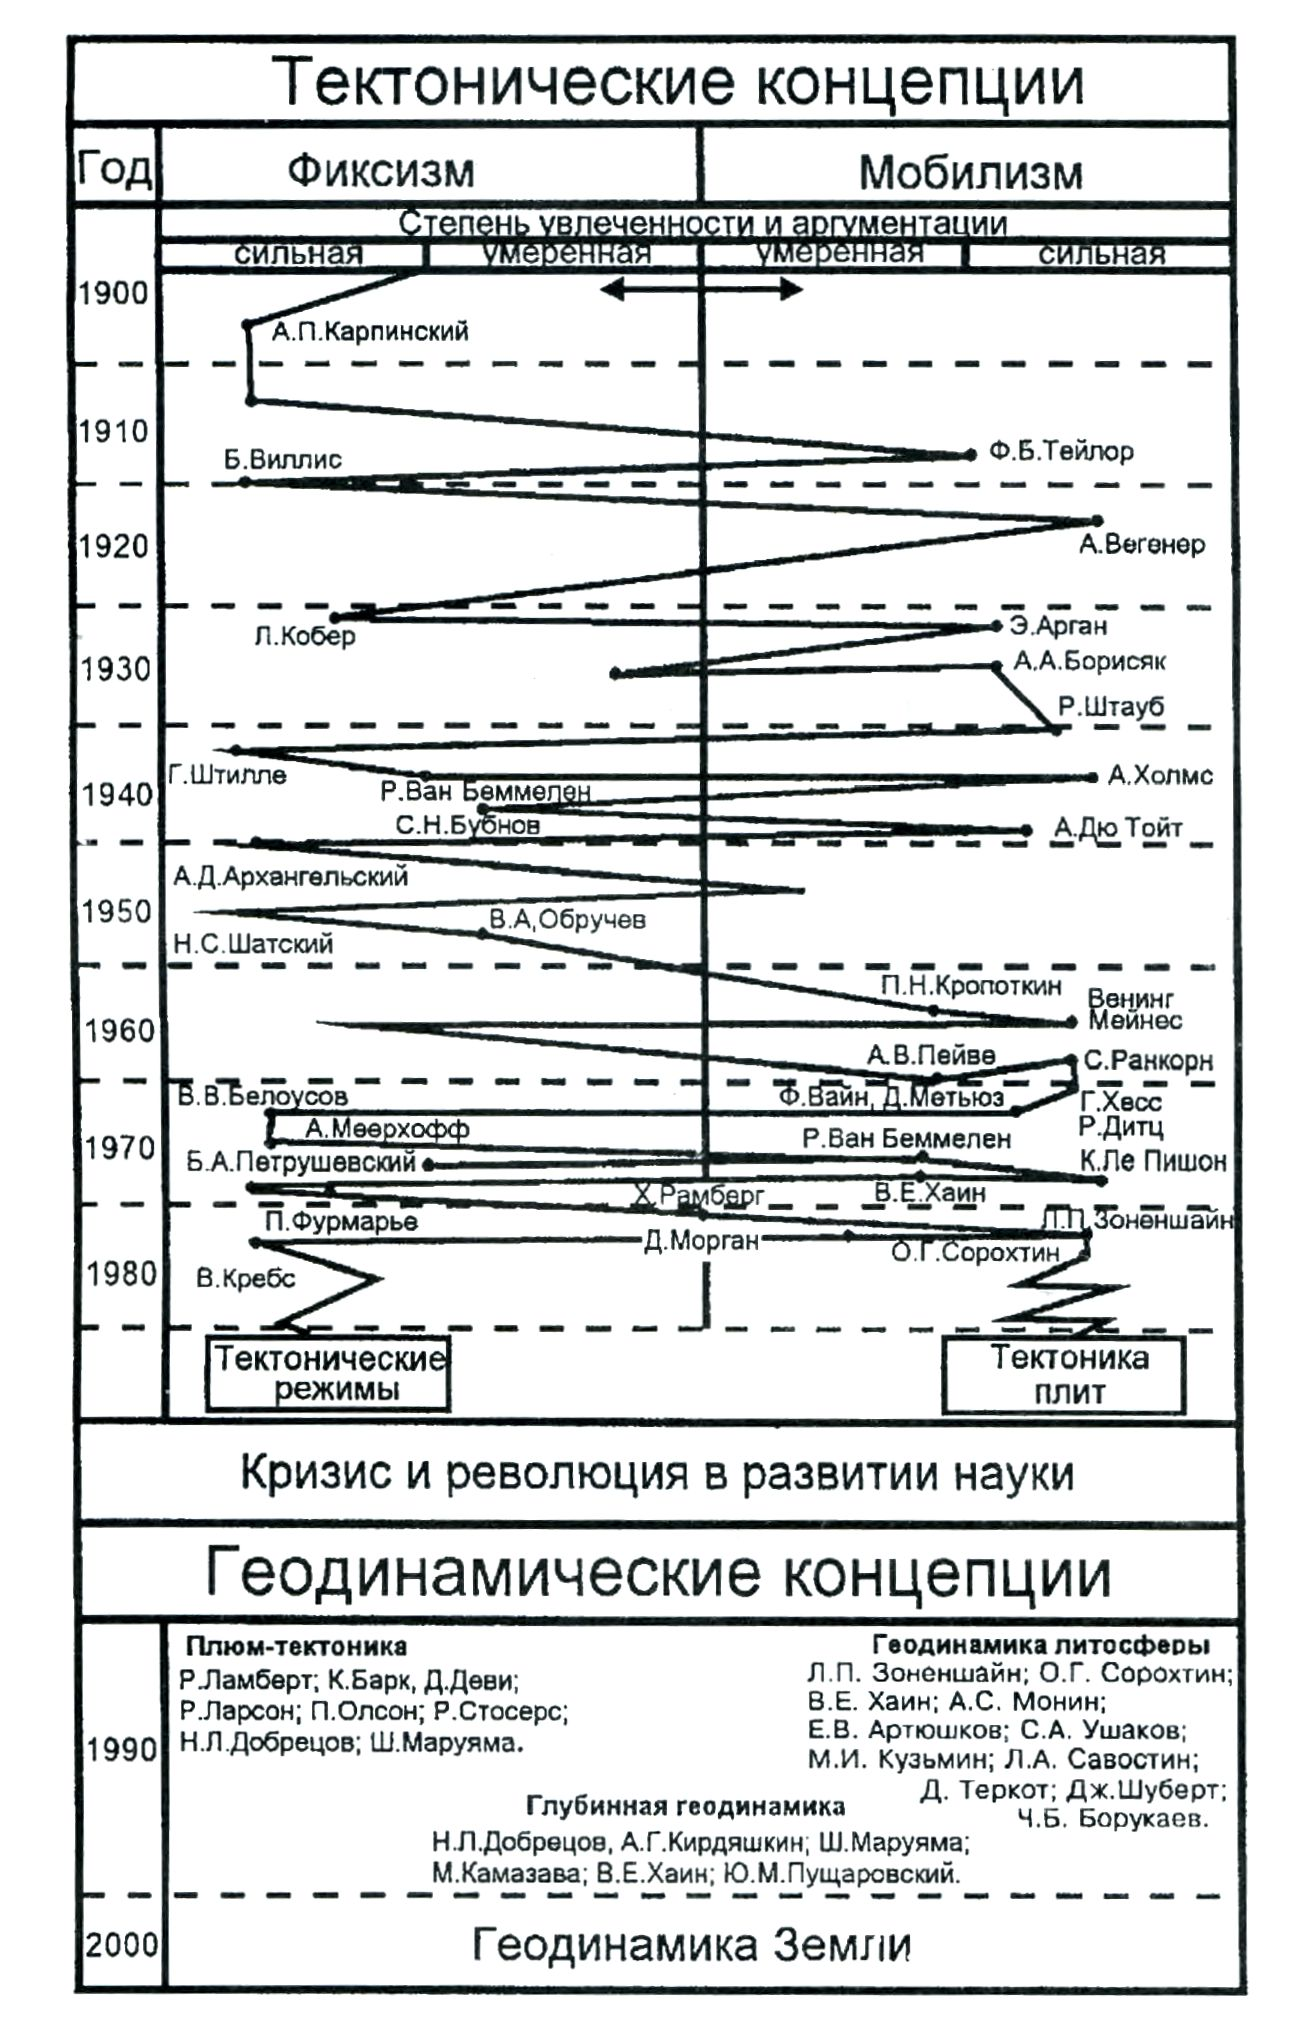 Тектонические концепции
Год
Фиксизм
Мобилизм
Степень увлеченности и аргументации
сильная
умеренная
умеренная
сильная
1900
А.П.Карпинский
1910
Ф.Б.Тейлор
Б.Виллис
1920
А.Вегенер
Л.Кобер
Э.Арган
1930
А.А.Борисяк
Р.Штауб
Г.Штилле
А.Холмс
1940
Р.Ван Беммелен
С.Н.Бубнов
А.Дю Тойт
А.Д.Архангельский
1950
В.А,Обручев
Н.С.Шатский
П.Н.Кропоткин
Венинг
Мейнес
1960
А.В.Пейве
С.Ранкорн
В.В.Белоусов
Ф.Вайн, Д.Метьюз
Г.Хесс
Р.Дитц
А.Меерхофф
1970
Р.Ван Беммелен
Б.А.Петрушевский
К.Ле Пишон
Х.Рамберг
В.Е.Хаин
П.Фурмарье
Л.П.Зоненшайн
Д.Морган
О.Г.Сорохтин
1980
В.Кребс
Тектонические
режимы
Тектоника
плит
Кризис и революция в развитии науки
Геодинамические концепции
1990
Плюм-тектоника
Р.Ламберт; К.Барк, Д.Деви;
Р.Ларсон; П.Олсон; Р.Стосерс;
Н.Л.Добрецов; Ш.Маруяма.
Геодинамика литосферы
Л.П. Зоненшайн; О.Г. Сорохтин;
В.Е. Хаин; А.С. Монин;
Е.В. Артюшков; С.А. Ушаков;
М.И. Кузьмин; Л.А. Савостин;
Д. Теркот; Дж.Шуберт;
Ч.Б. Борукаев.
Глубинная геодинамика
Н.Л.Добрецов, А.Г.Кирдяшкин; Ш.Маруяма;
М.Камазава; В.Е.Хаин; Ю.М.Пущаровский.
2000
Геодинамика Земли